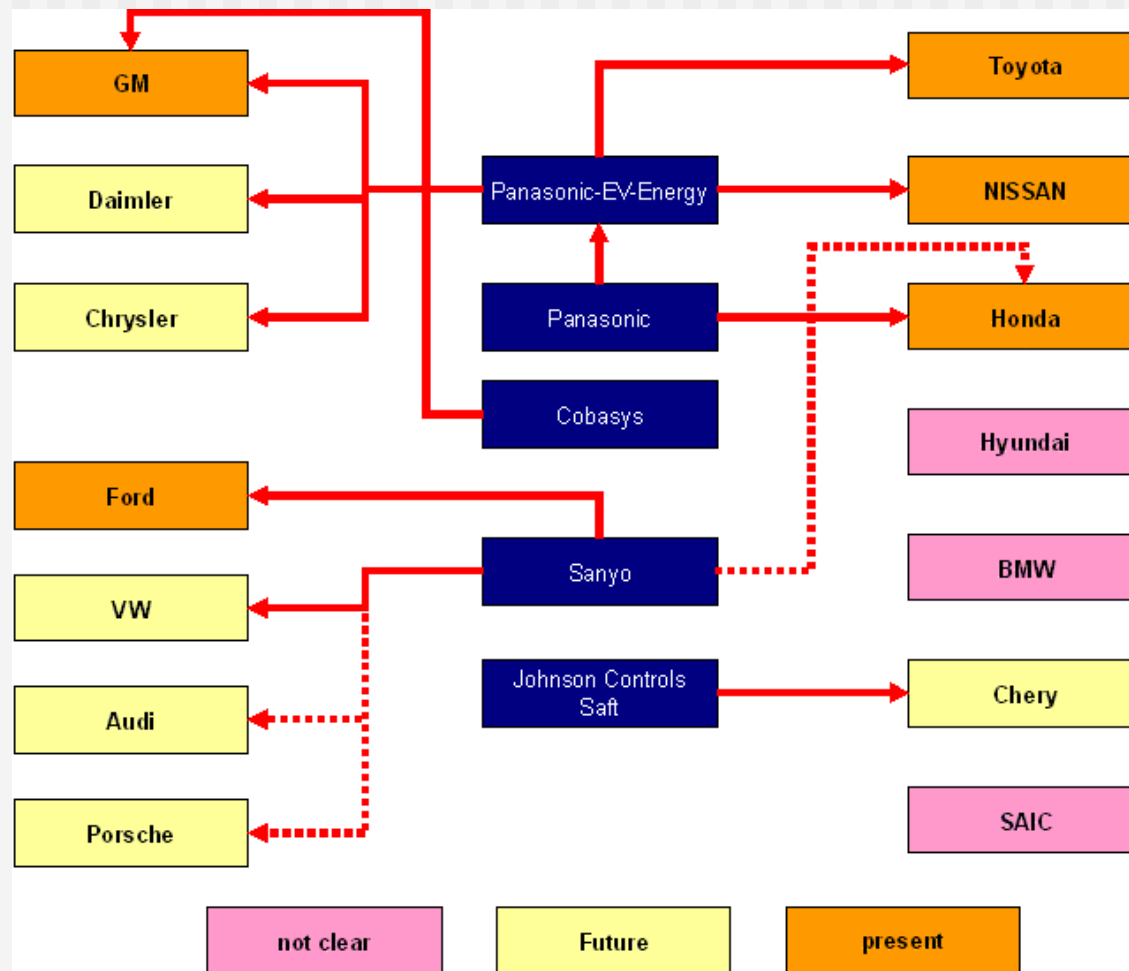 GM
Toyota
Daimler
Panasonic-EV-Energy
NISSAN
Chrysler
Panasonic
Honda
Cobasys
Hyundai
Ford
Sanyo
BMW
VW
Johnson Controls
Saft
Chery
Audi
Porsche
SAIC
not clear
Future
present